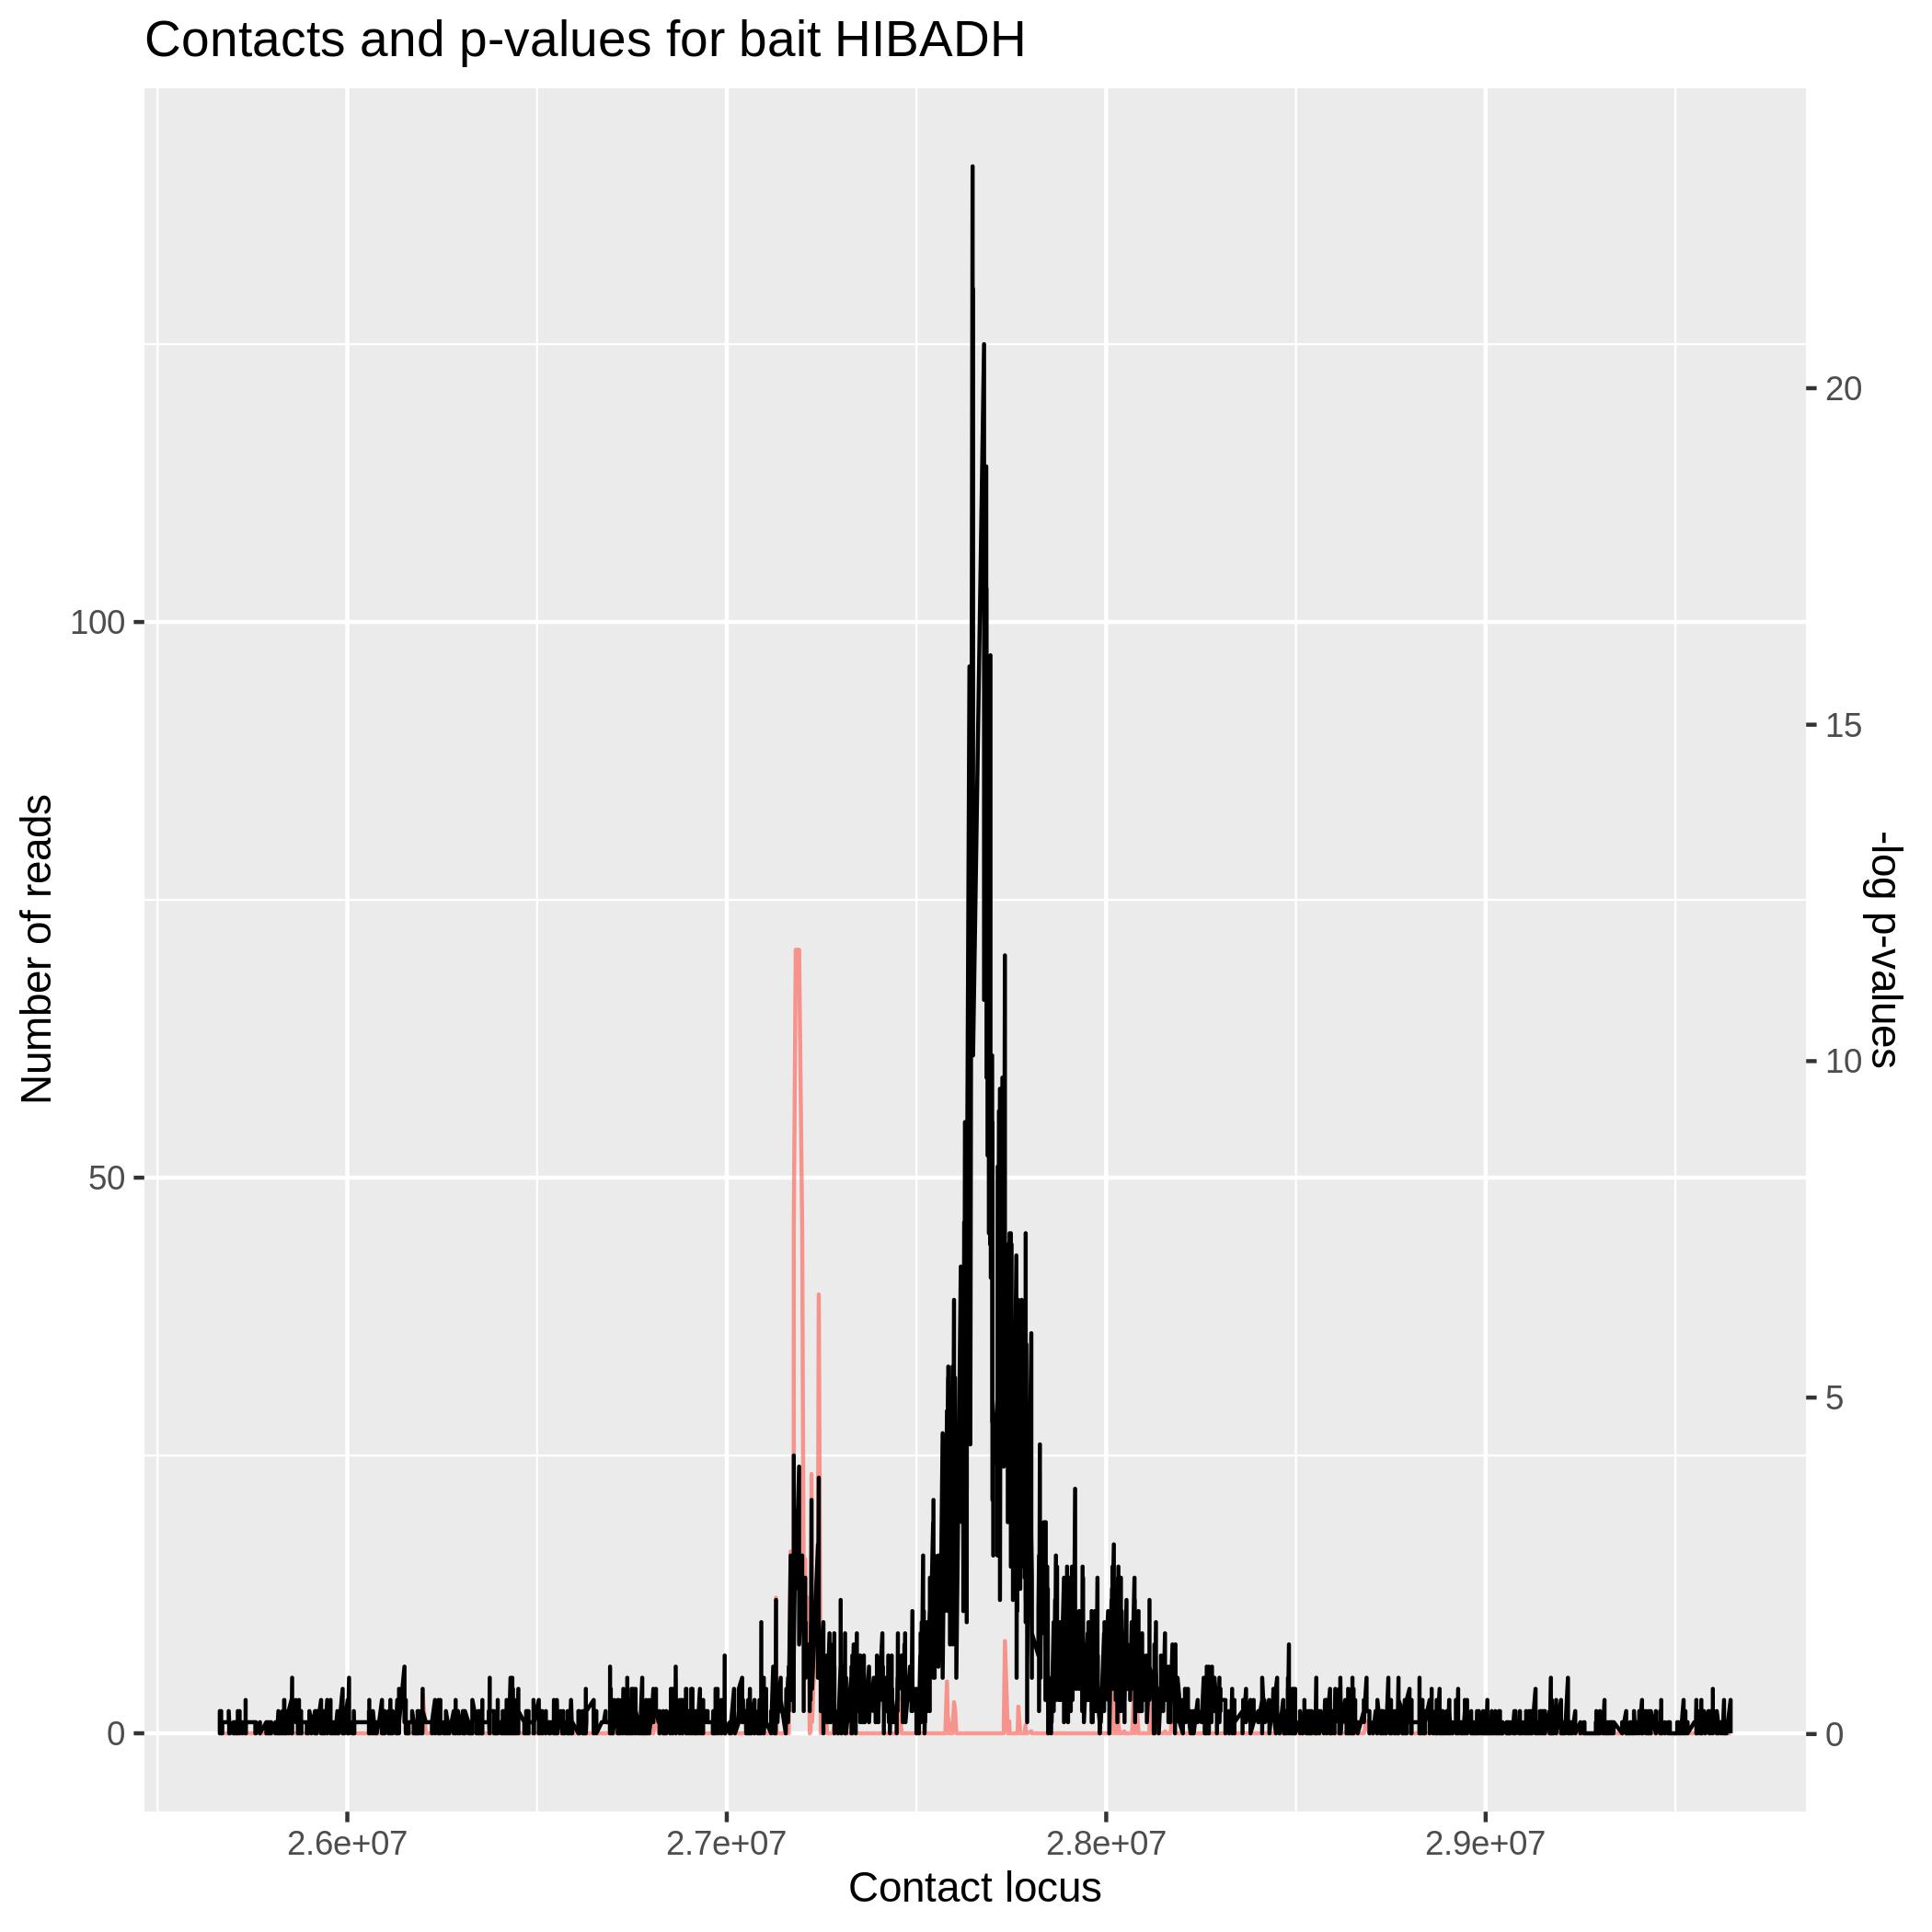 Contacts and p-values for bait HIBADH
Number of reads
100
50
0
20
15
10
5
0
-log p-values
2.6e+07
2.7e+07
2.8e+07
2.9e+07
Contact locus